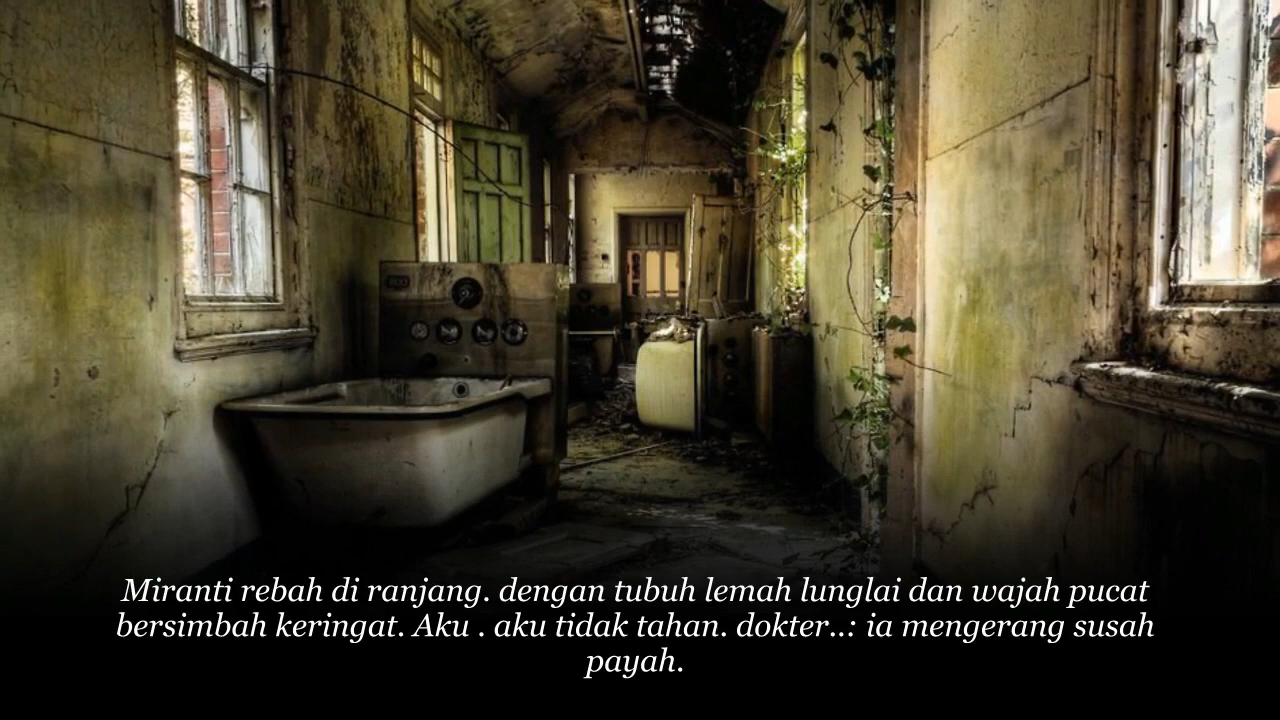 Miranti rebah di ranjang. dengan tubuh lemah lunglai dan wajah pucat
bersimbah keringat. Aku . aku tidak tahan. dokter..: ia mengerang susah
payah.